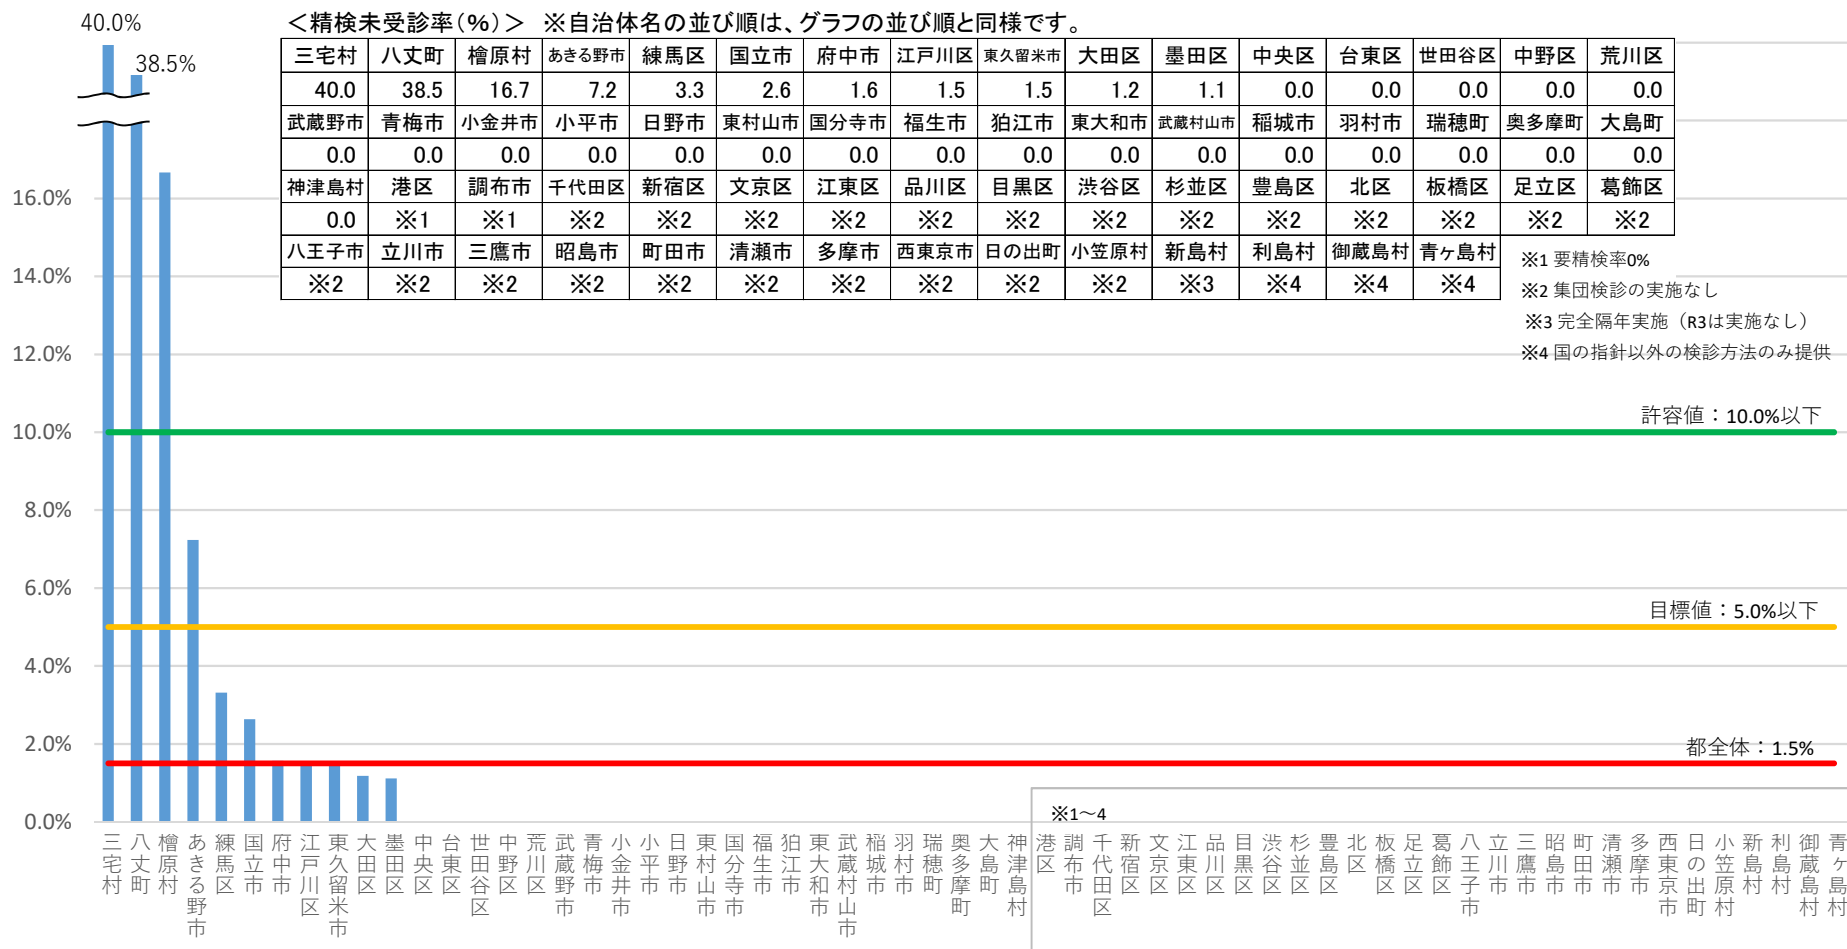 ＜精検未受診率（％）＞ ※自治体名の並び順は、グラフの並び順と同様です。
40.0%
38.5%
三宅村 八丈町 檜原村 あきる野市 練馬区 国立市 府中市 江戸川区 東久留米市 大田区 墨田区 中央区 台東区 世田谷区 中野区 荒川区
40.0 38.5 16.7 7.2 3.3 2.6 1.6 1.5 1.5 1.2 1.1 0.0 0.0 0.0 0.0 0.0
武蔵野市 青梅市 小金井市 小平市 日野市 東村山市 国分寺市 福生市 狛江市 東大和市 武蔵村山市 稲城市 羽村市 瑞穂町 奥多摩町 大島町
0.0 0.0 0.0 0.0 0.0 0.0 0.0 0.0 0.0 0.0 0.0 0.0 0.0 0.0 0.0 0.0
神津島村 港区 調布市 千代田区 新宿区 文京区 江東区 品川区 目黒区 渋谷区 杉並区 豊島区 北区 板橋区 足立区 葛飾区
0.0 ※1 ※1 ※2 ※2 ※2 ※2 ※2 ※2 ※2 ※2 ※2 ※2 ※2 ※2 ※2
八王子市 立川市 三鷹市 昭島市 町田市 清瀬市 多摩市 西東京市 日の出町 小笠原村 新島村 利島村 御蔵島村 青ヶ島村
※2 ※2 ※2 ※2 ※2 ※2 ※2 ※2 ※2 ※2 ※3 ※4 ※4 ※4
※1 要精検率0%
※2 集団検診の実施なし
※3 完全隔年実施（R3は実施なし）
※4 国の指針以外の検診方法のみ提供
16.0%
14.0%
12.0%
10.0%
8.0%
6.0%
4.0%
2.0%
0.0%
許容値：10.0%以下
目標値：5.0%以下
都全体：1.5%
※1～4
三宅村
八丈町
檜原村
あきる野市
練馬区
国立市
府中市
江戸川区
東久留米市
大田区
墨田区
中央区
台東区
世田谷区
中野区
荒川区
武蔵野市
青梅市
小金井市
小平市
日野市
東村山市
国分寺市
福生市
狛江市
東大和市
武蔵村山市
稲城市
羽村市
瑞穂町
奥多摩町
大島町
神津島村
港区
調布市
千代田区
新宿区
文京区
江東区
品川区
目黒区
渋谷区
杉並区
豊島区
北区
板橋区
足立区
葛飾区
八王子市
立川市
三鷹市
昭島市
町田市
清瀬市
多摩市
西東京市
日の出町
小笠原村
新島村
利島村
御蔵島村
青ヶ島村